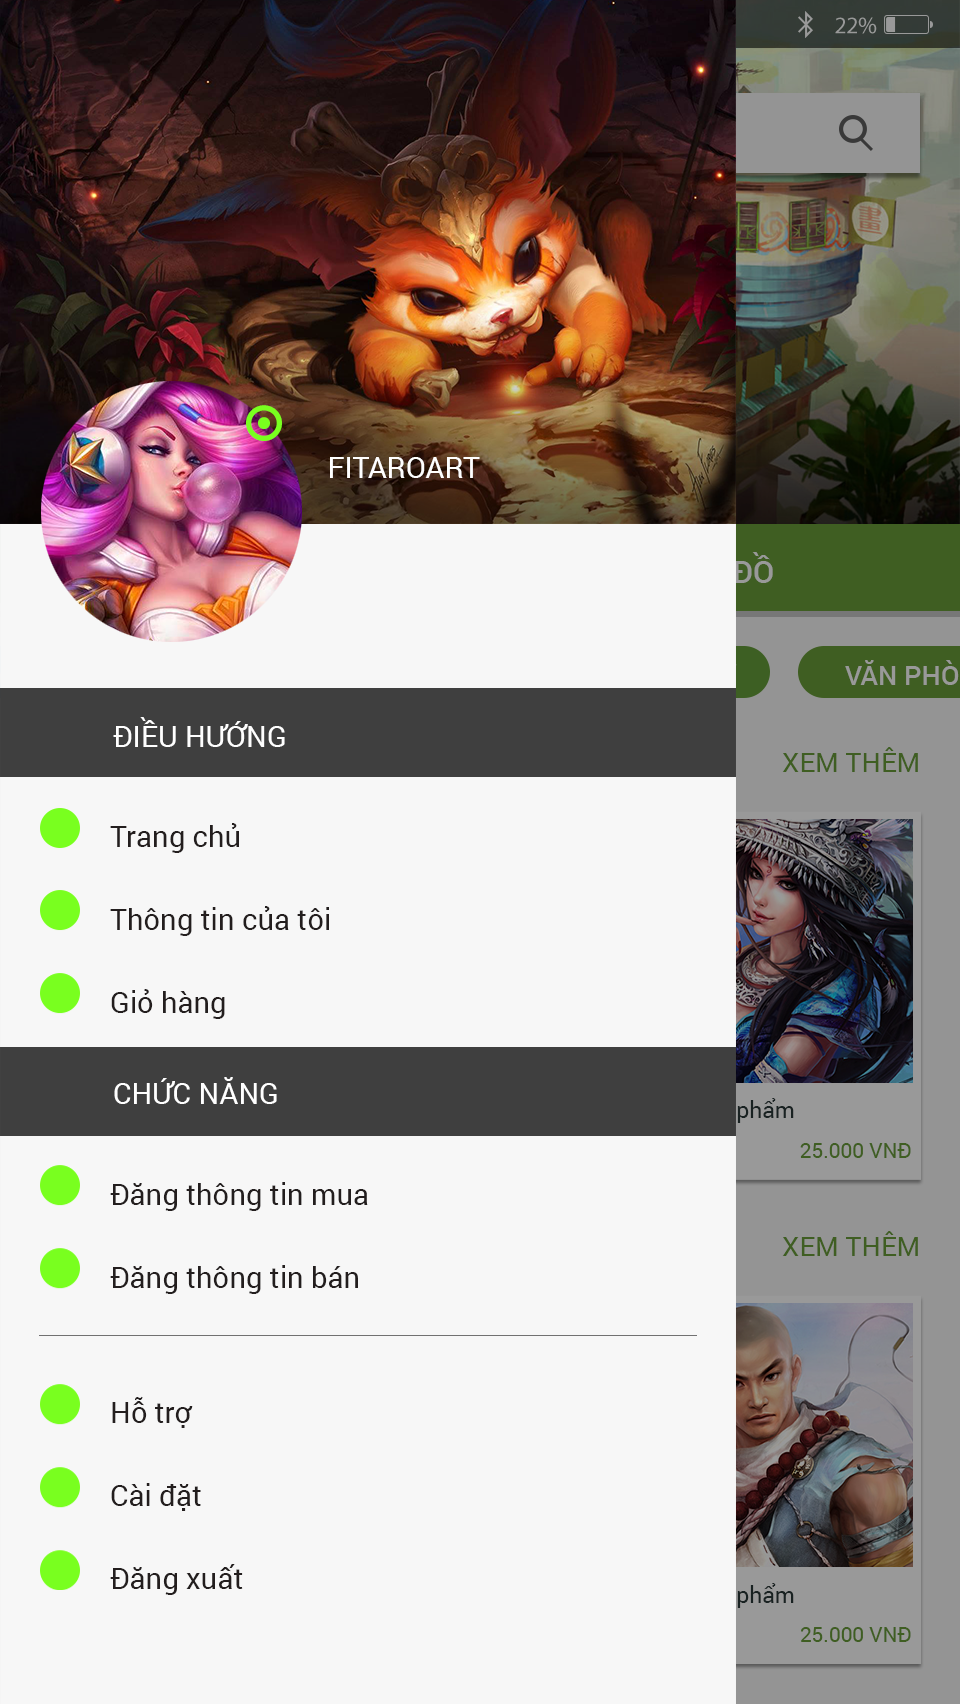 22%
FITAROART
ĐỒ
VĂN PHÒ
ĐIỀU HƯỚNG
XEM THÊM
Trang chủ
Thông tin của tôi
Giỏ hàng
CHỨC NĂNG
phẩm
25.000 VNĐ
Đăng thông tin mua
XEM THÊM
Đăng thông tin bán
Hỗ trợ
Cài đặt
Đăng xuất
phẩm
25.000 VNĐ